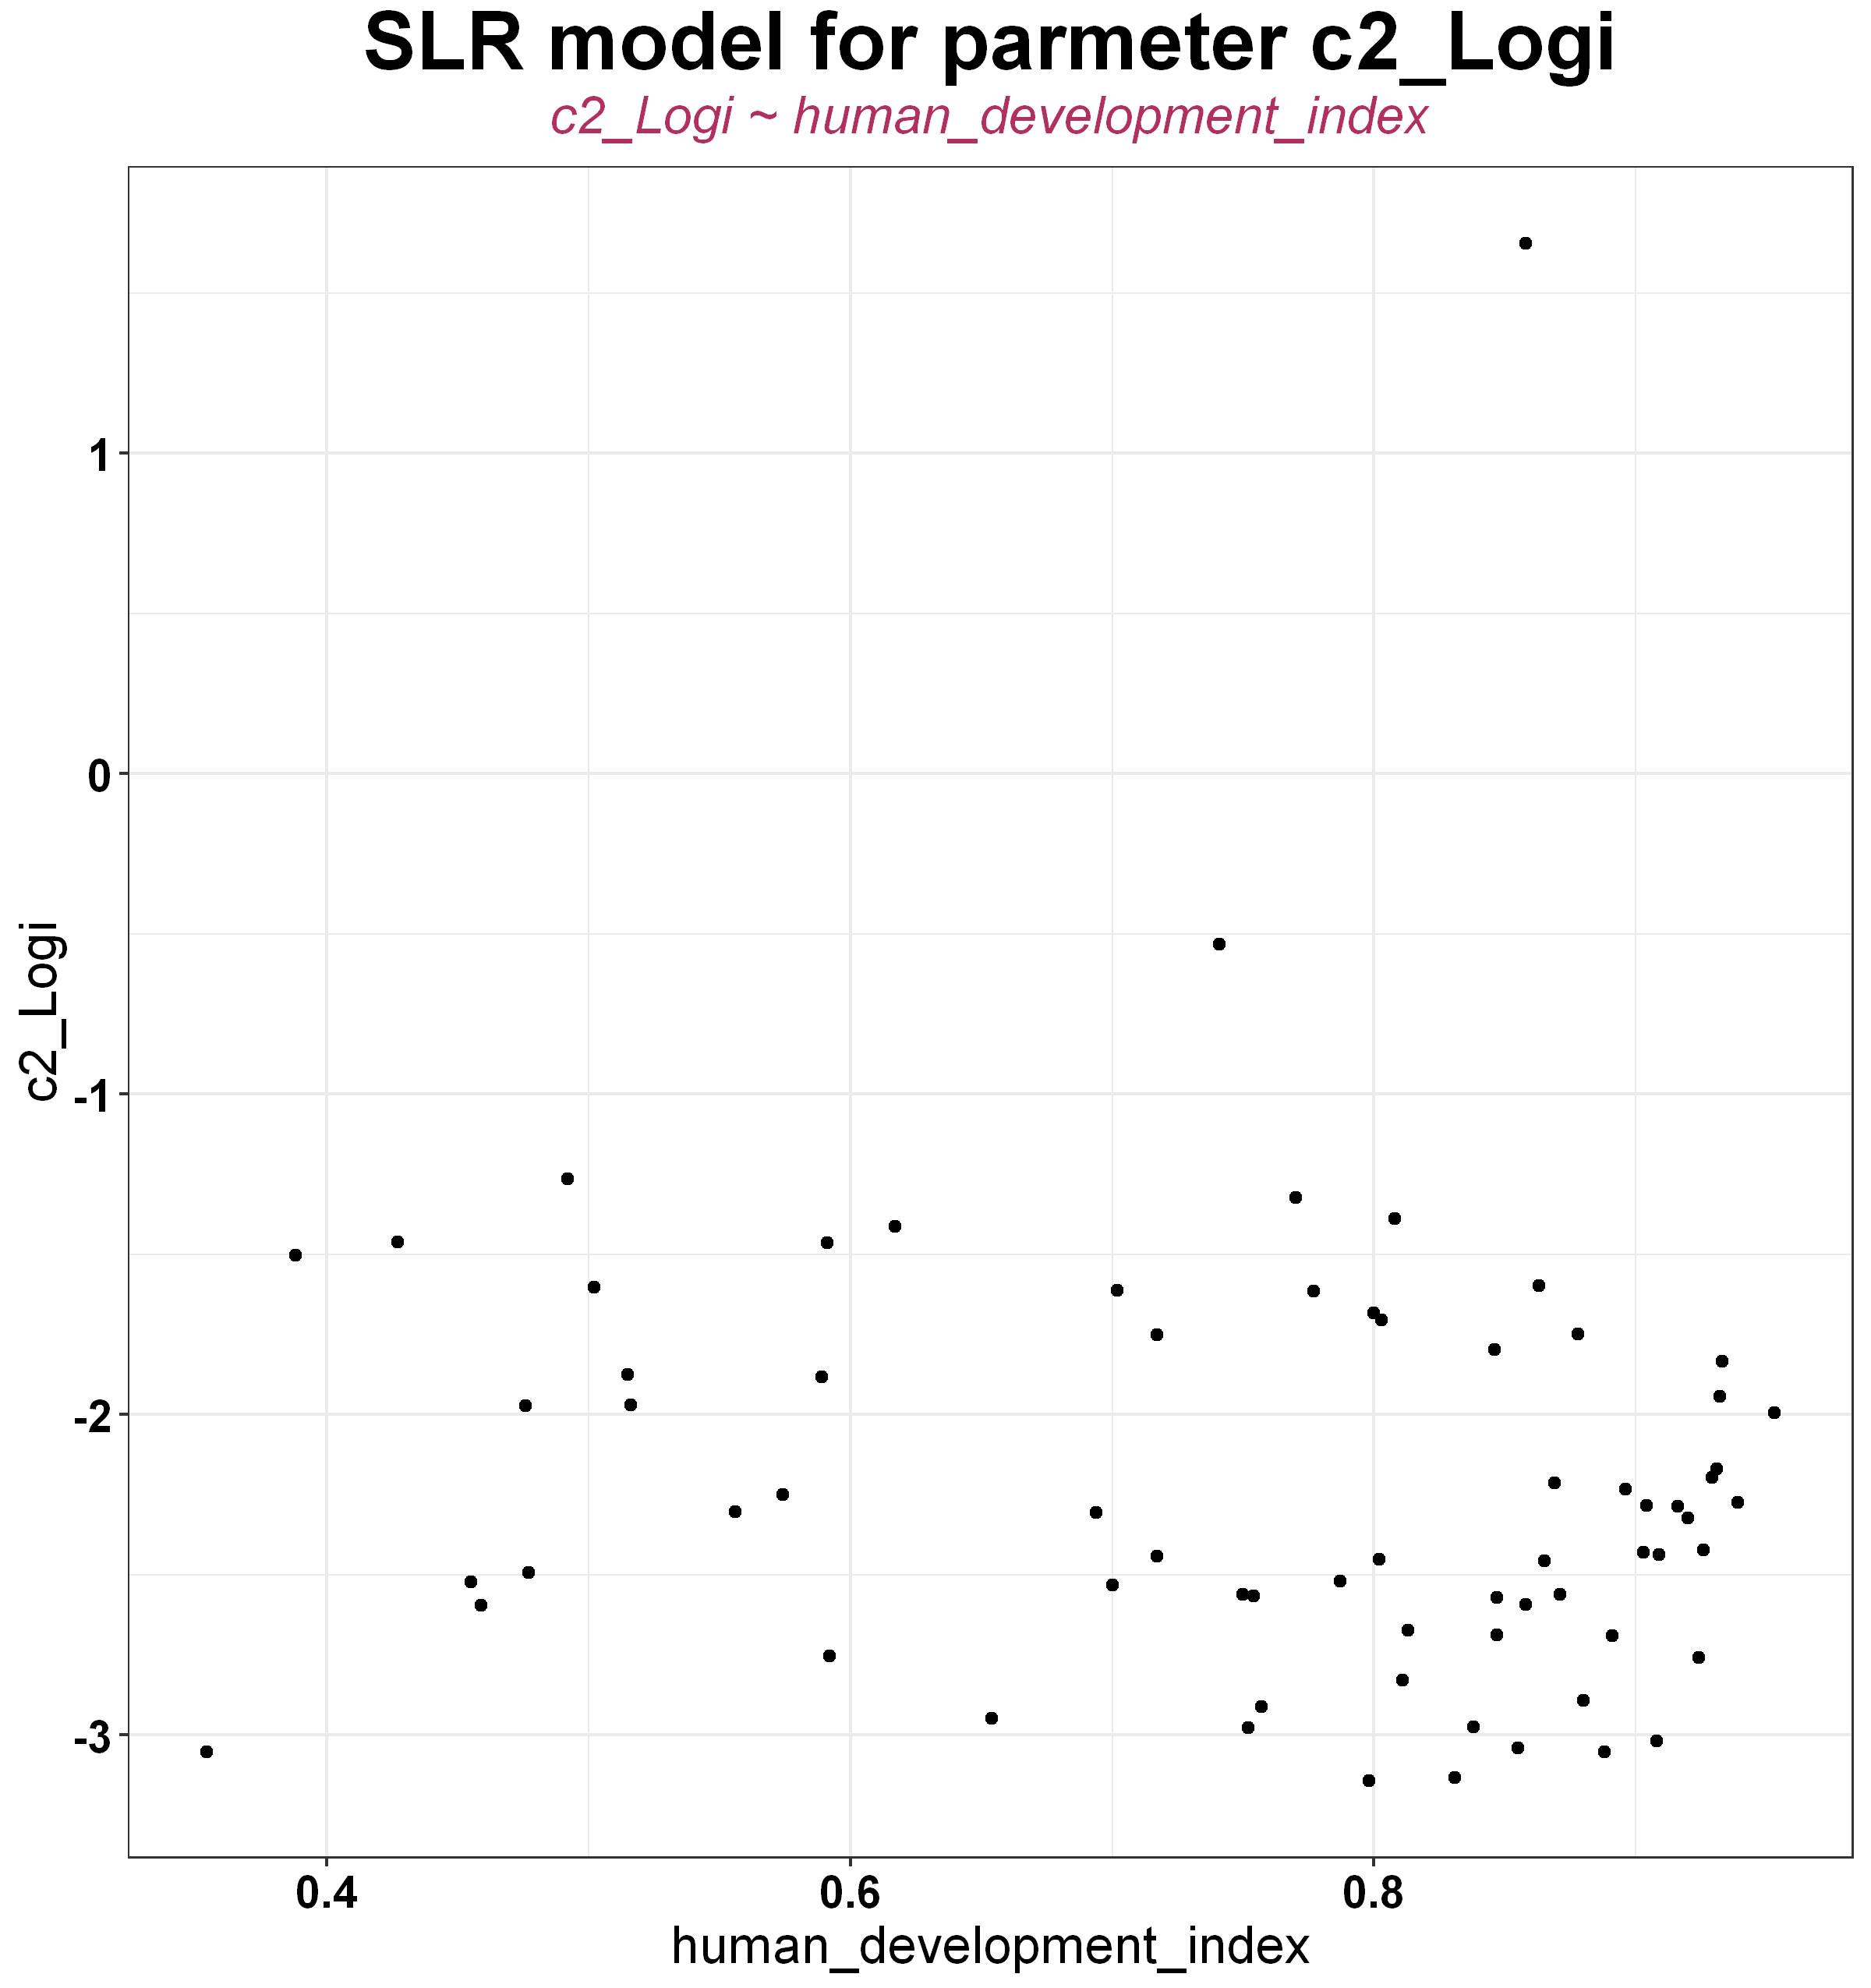 SLR model for parmeter c2_Logi
c2_Logi ~ human_development_index
1
0
-1
-2
-3
c2_Logi
0.4
0.6
0.8
human_development_index